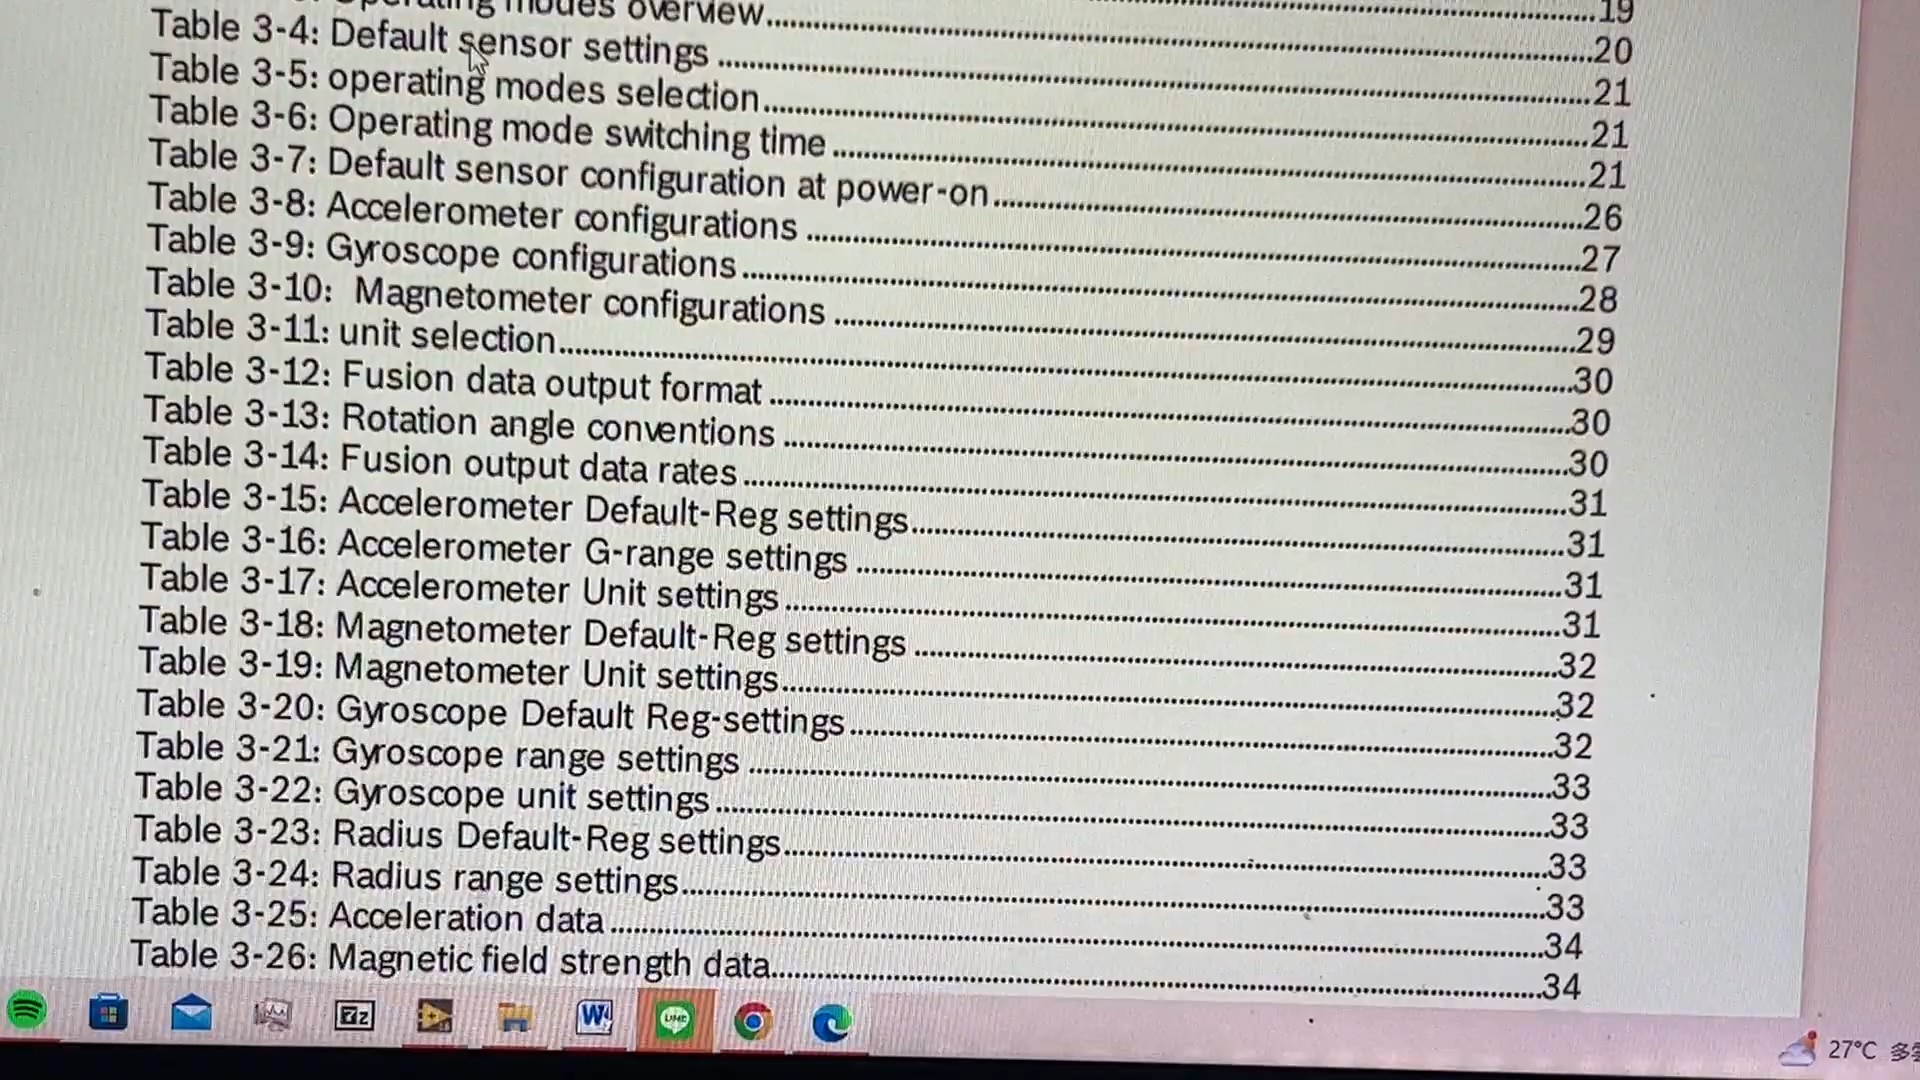 19
Operating modes overview....................20
Table 3-4: Default sensor settings ....................21
Table 3-5: operating modes selection....................21
Table 3-6: Operating mode switching time ....................21
Table 3-7: Default sensor configuration at power-on....................26
Table 3-8: Accelerometer configurations ....................27
Table 3-9: Gyroscope configurations....................28
Table 3-10: Magnetometer configurations ....................29
Table 3-11: unit selection....................30
Table 3-12: Fusion data output format ....................30
Table 3-13: Rotation angle conventions ....................30
Table 3-14: Fusion output data rates ....................31
Table 3-15: Accelerometer Default-Reg settings....................31
Table 3-16: Accelerometer G-range settings ....................31
Table 3-17: Accelerometer Unit settings ....................31
Table 3-18: Magnetometer Default-Reg settings ....................32
Table 3-19: Magnetometer Unit settings....................32
Table 3-20: Gyroscope Default Reg-settings....................32
Table 3-21: Gyroscope range settings ....................33
Table 3-22: Gyroscope unit settings ....................33
Table 3-23: Radius Default-Reg settings....................33
Table 3-24: Radius range settings....................33
Table 3-25: Acceleration data ....................34
Table 3-26: Magnetic field strength data....................34
7z
W
LINE
27°C 多雲